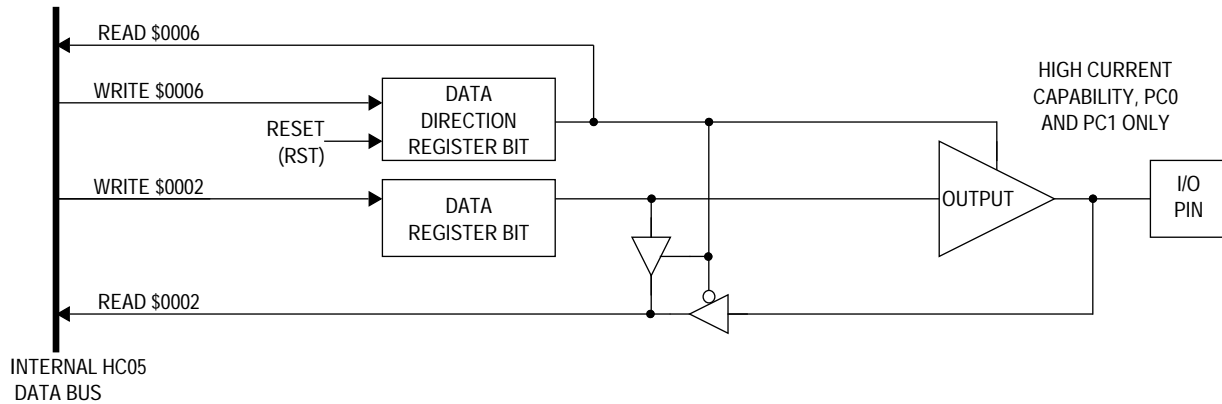 READ $0006
WRITE $0006
RESET
(RST)
DATA
DIRECTION
REGISTER BIT
HIGH CURRENT
CAPABILITY, PC0
AND PC1 ONLY
WRITE $0002
DATA
REGISTER BIT
OUTPUT
I/O
PIN
READ $0002
INTERNAL HC05
DATA BUS